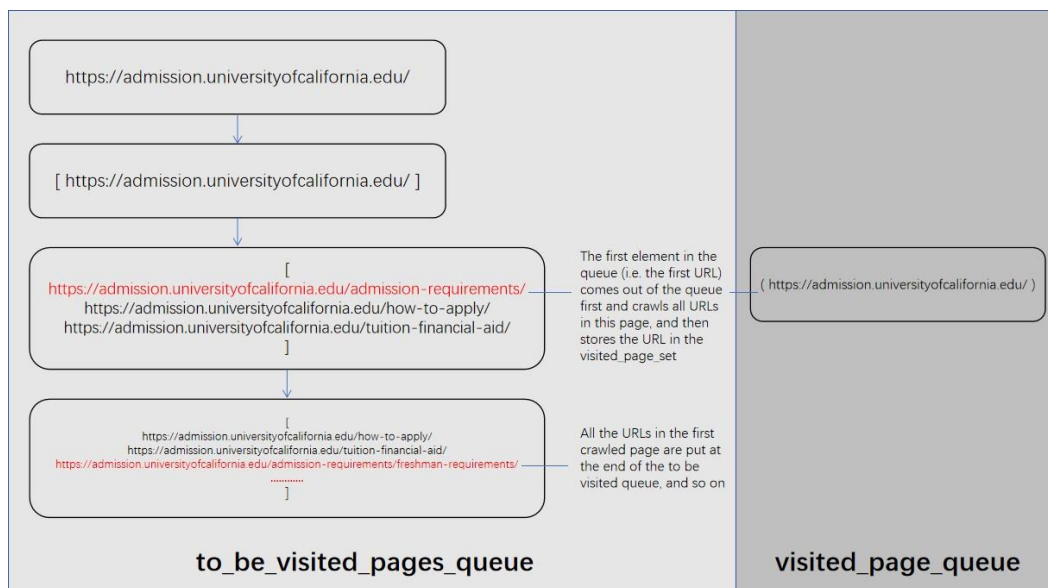 https://admission.universityofcalifornia.edu/
[ https://admission.universityofcalifornia.edu/ ]
[
https://admission.universityofcalifornia.edu/admission-requirements/
https://admission.universityofcalifornia.edu/how-to-apply/
https://admission.universityofcalifornia.edu/tuition-financial-aid/
]
The first element in the
queue (i.e. the first URL)
comes out of the queue
first and crawls all URLs
in this page, and then
stores the URL in the
visited_page_set
( https://admission.universityofcalifornia.edu/ )
[
https://admission.universityofcalifornia.edu/how-to-apply/
https://admission.universityofcalifornia.edu/tuition-financial-aid/
https://admission.universityofcalifornia.edu/admission-requirements/freshman-requirements/
............
]
All the URLs in the first
crawled page are put at
the end of the to be
visited queue, and so on
to_be_visited_pages_queue
visited_page_queue